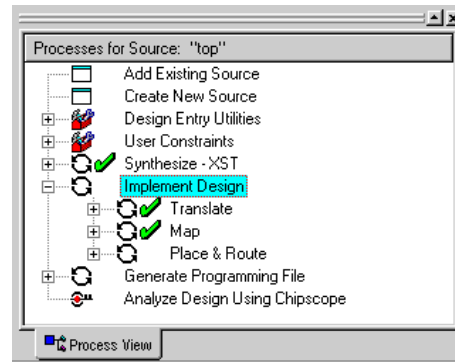 Processes for Source: "top"
Add Existing Source
Create New Source
Design Entry Utilities
User Constraints
Synthesize - XST
Implement Design
Translate
Map
Place & Route
Generate Programming File
Analyze Design Using Chipscope
Process View